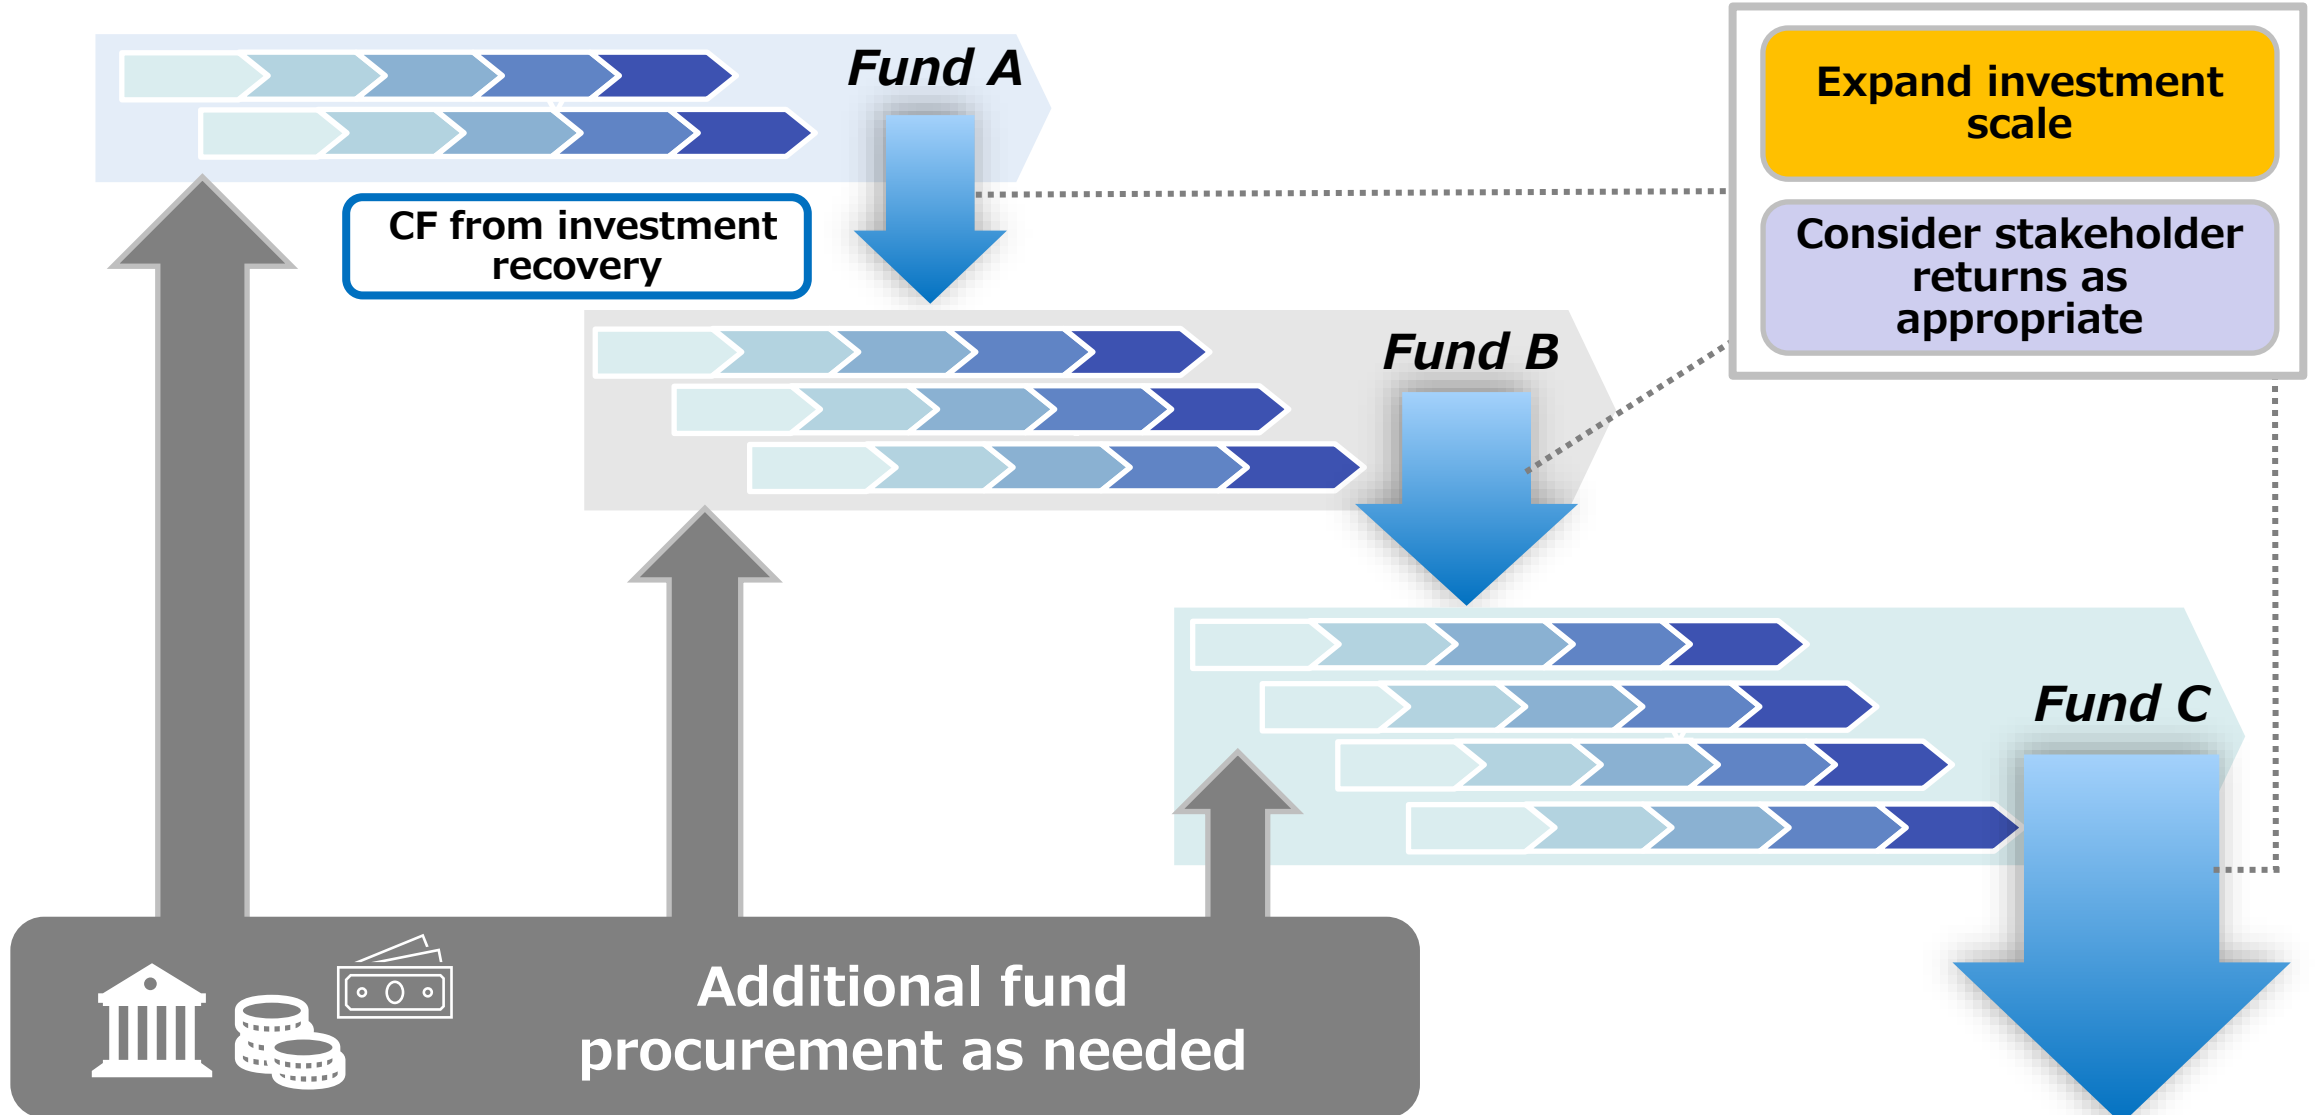 Fund A
Expand investment
scale
CF from investment
recovery
Consider stakeholder
returns as
appropriate
Fund B
Fund C
Additional fund
procurement as needed